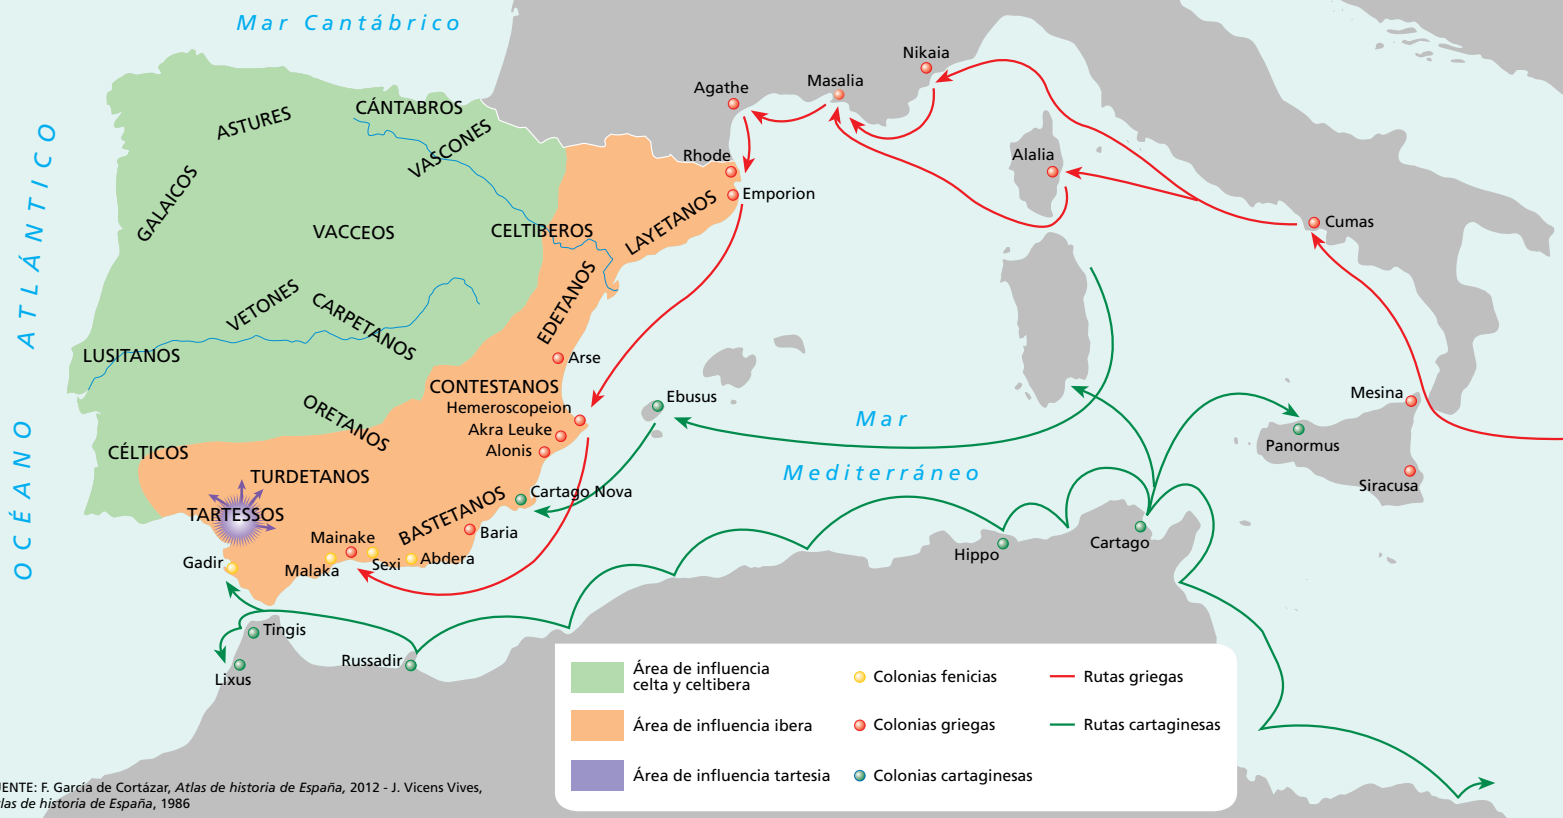 Mar Cantábrico
OCÉANO ATLÁNTICO
Mar
Mediterráneo
ASTURES
CÁNTABROS
VASCONES
GALAICOS
VACCEOS
CELTIBEROS
LAYETANOS
VETONES
CARPETANOS
EDETANOS
LUSITANOS
CONTESTANOS
ORETANOS
CÉLTICOS
TURDETANOS
TARTESSOS
BASTETANOS
Nikaia
Masalia
Agathe
Rhode
Emporion
Alalia
Cumas
Arse
Hemeroscopeion
Akra Leuke
Alonis
Ebusus
Cartago Nova
Baria
Mainake
Malaka
Sexi
Abdera
Gadir
Tingis
Lixus
Russadir
Hippo
Cartago
Panormus
Mesina
Siracusa
Área de influencia
celta y celtibera
Área de influencia ibera
Área de influencia tartesia
Colonias fenicias
Colonias griegas
Colonias cartaginesas
Rutas griegas
Rutas cartaginesas
UENTE: F. García de Cortázar, Atlas de historia de España, 2012 - J. Vicens Vives,
las de historia de España, 1986